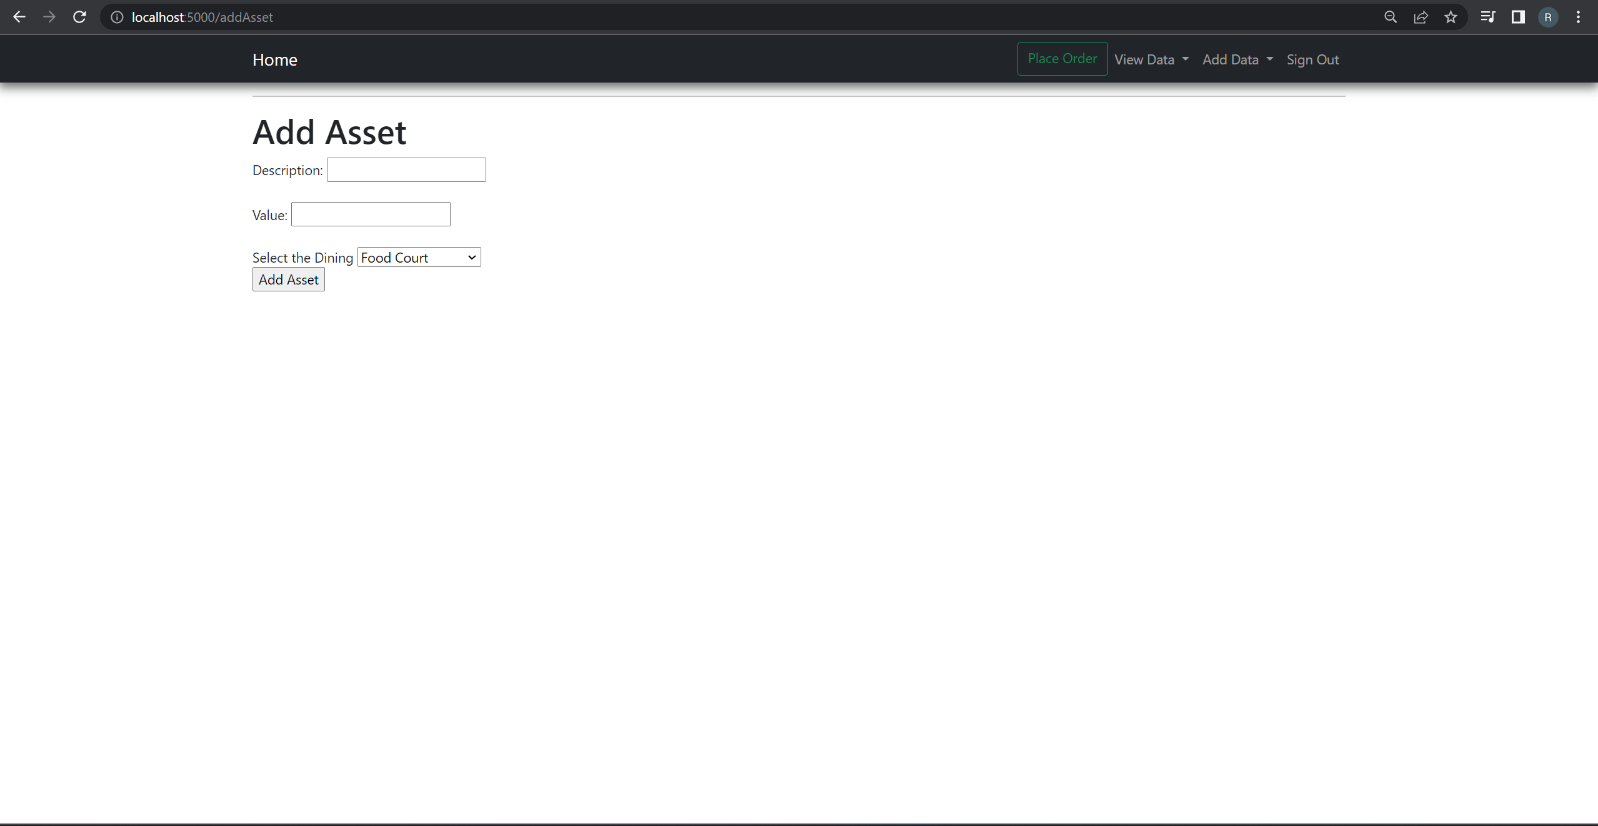 localhost:5000/addAsset
R
Home Place Order View Data Add Data Sign Out
Add Asset
Description:
Value:
Select the Dining Food Court
Add Asset